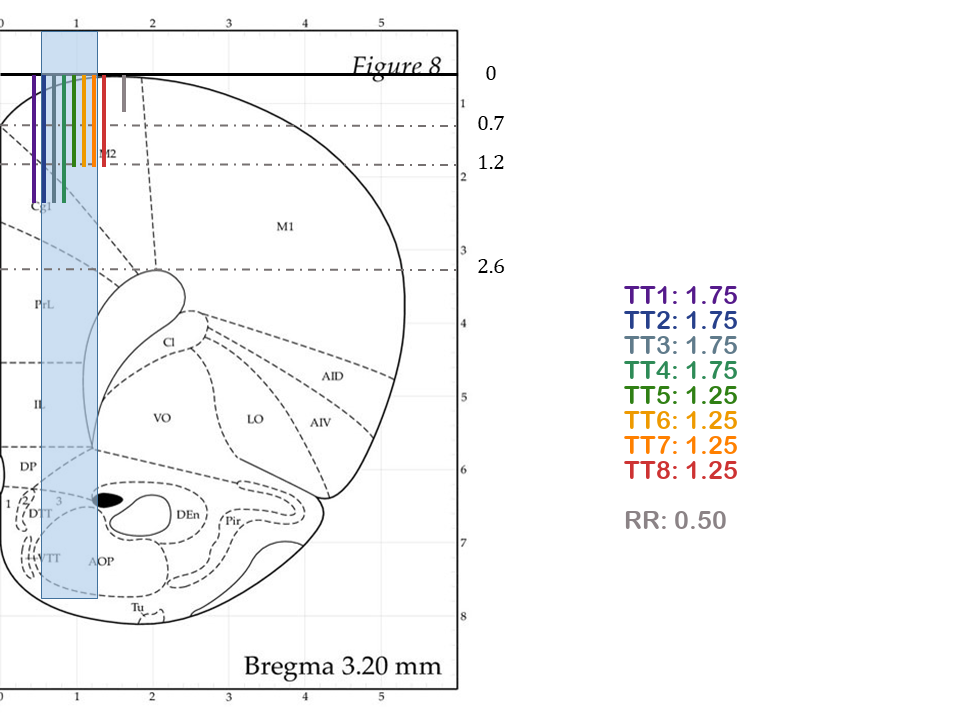 0 1 2 3 4 5
Figure 8
0
1
0.7
M2
1.2
2
Cg1
M1
3
2.6
PrL
TT1: 1.75
4
TT2: 1.75
Cl
TT3: 1.75
AID
TT4: 1.75
5
TT5: 1.25
IL
VO
LO
AIV
TT6: 1.25
TT7: 1.25
DP
6
TT8: 1.25
1 2 3
DTT
DEn
Pir
RR: 0.50
7
VTT
AOP
Tu
8
Bregma 3.20 mm
0 1 2 3 4 5